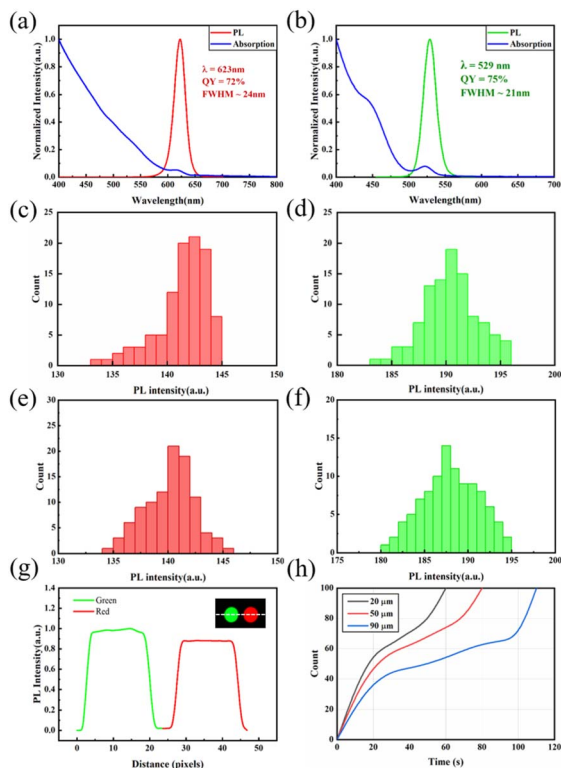 (a)
PL
Absorption
λ = 623nm
QY = 72%
FWHM ~ 24nm
Normalized Intensity(a.u.)
1.0
0.8
0.6
0.4
0.2
0.0
400 450 500 550 600 650 700 750 800
Wavelength(nm)
(b)
PL
Absorption
λ = 529 nm
QY = 75%
FWHM ~ 21nm
Normalized Intensity(a.u.)
1.0
0.8
0.6
0.4
0.2
0.0
400 450 500 550 600 650 700
Wavelength(nm)
(c)
Count
25
20
15
10
5
0
130 135 140 145 150
PL intensity(a.u.)
(d)
Count
25
20
15
10
5
0
180 185 190 195 200
PL intensity(a.u.)
(e)
Count
30
25
20
15
10
5
0
130 135 140 145 150
PL intensity(a.u.)
(f)
Count
20
15
10
5
0
175 180 185 190 195 200
PL intensity(a.u.)
(g)
Green
Red
PL Intensity(a.u.)
1.4
1.2
0.9
0.7
0.5
0.2
0.0
0 10 20 30 40 50
Distance (pixels)
(h)
20 μm
50 μm
90 μm
Count
100
80
60
40
20
0
0 20 40 60 80 100 120
Time (s)